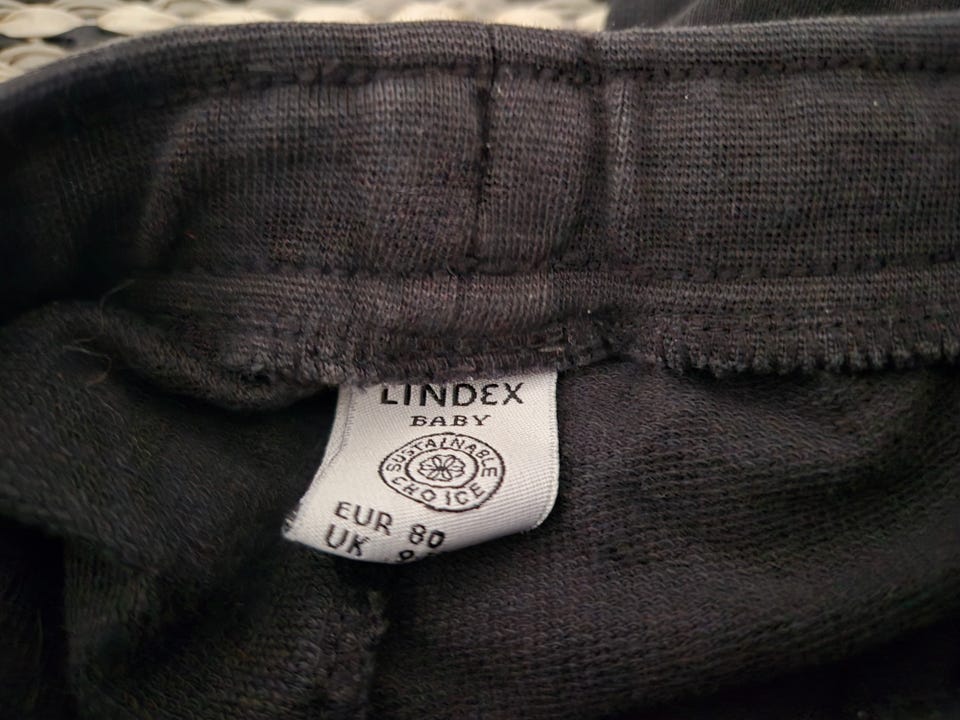 LINDEX
BABY
SUSTAINABLE
CHOICE
EUR 80
UK